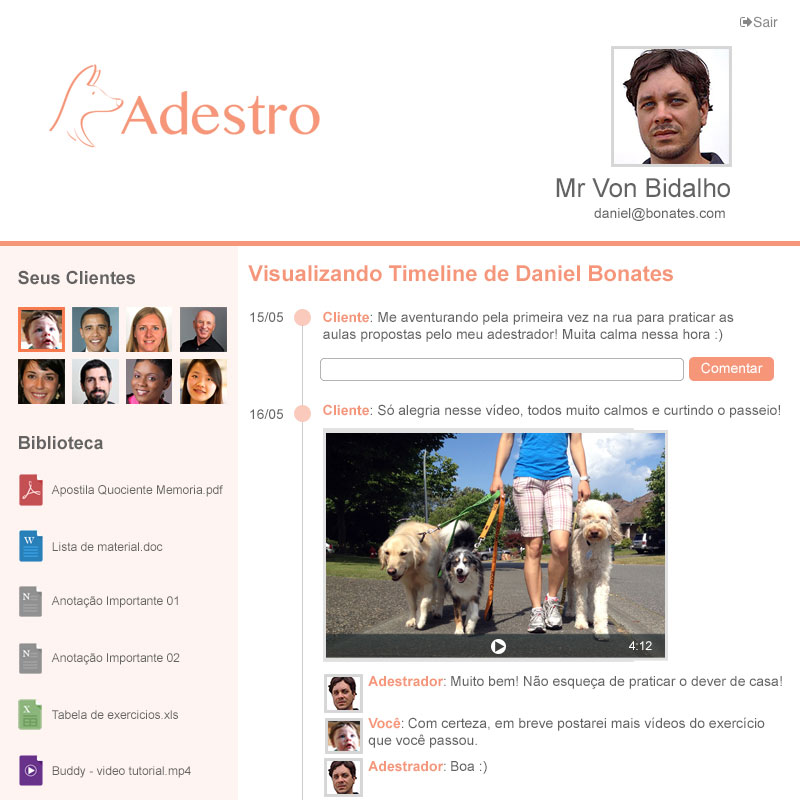 Sair
Adestro
Mr Von Bidalho
daniel@bonates.com
Seus Clientes
Biblioteca
Apostila Quociente Memoria.pdf
W
Lista de material.doc
N
Anotação Importante 01
N
Anotação Importante 02
X
Tabela de exercicios.xls
Buddy - video tutorial.mp4
Visualizando Timeline de Daniel Bonates
15/05
Cliente: Me aventurando pela primeira vez na rua para praticar as
aulas propostas pelo meu adestrador! Muita calma nessa hora :)
Comentar
16/05
Cliente: Só alegria nesse vídeo, todos muito calmos e curtindo o passeio!
4:12
Adestrador: Muito bem! Não esqueça de praticar o dever de casa!
Você: Com certeza, em breve postarei mais vídeos do exercício
que você passou.
Adestrador: Boa :)